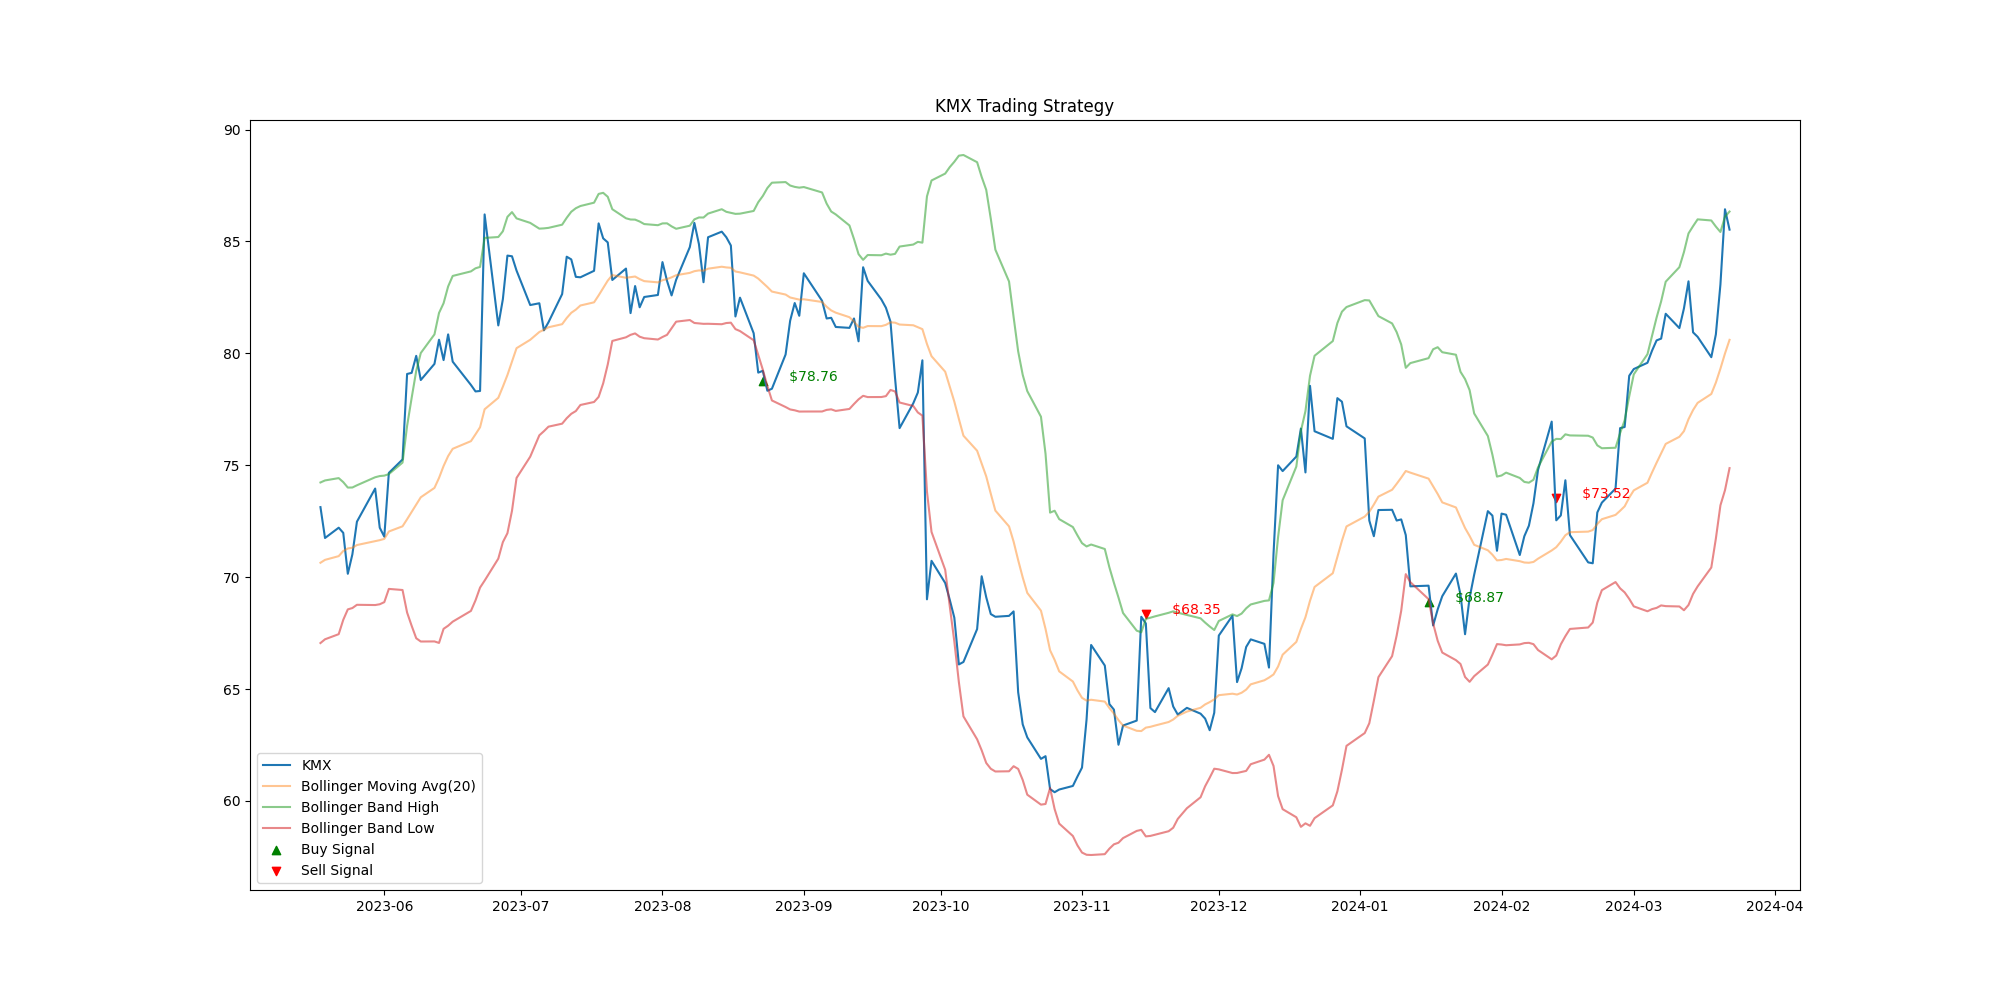 KMX Trading Strategy
90
85
80
75
70
65
60
$78.76
$68.35
$68.87
$73.52
KMX
Bollinger Moving Avg(20)
Bollinger Band High
Bollinger Band Low
Buy Signal
Sell Signal
2023-06 2023-07 2023-08 2023-09 2023-10 2023-11 2023-12 2024-01 2024-02 2024-03 2024-04